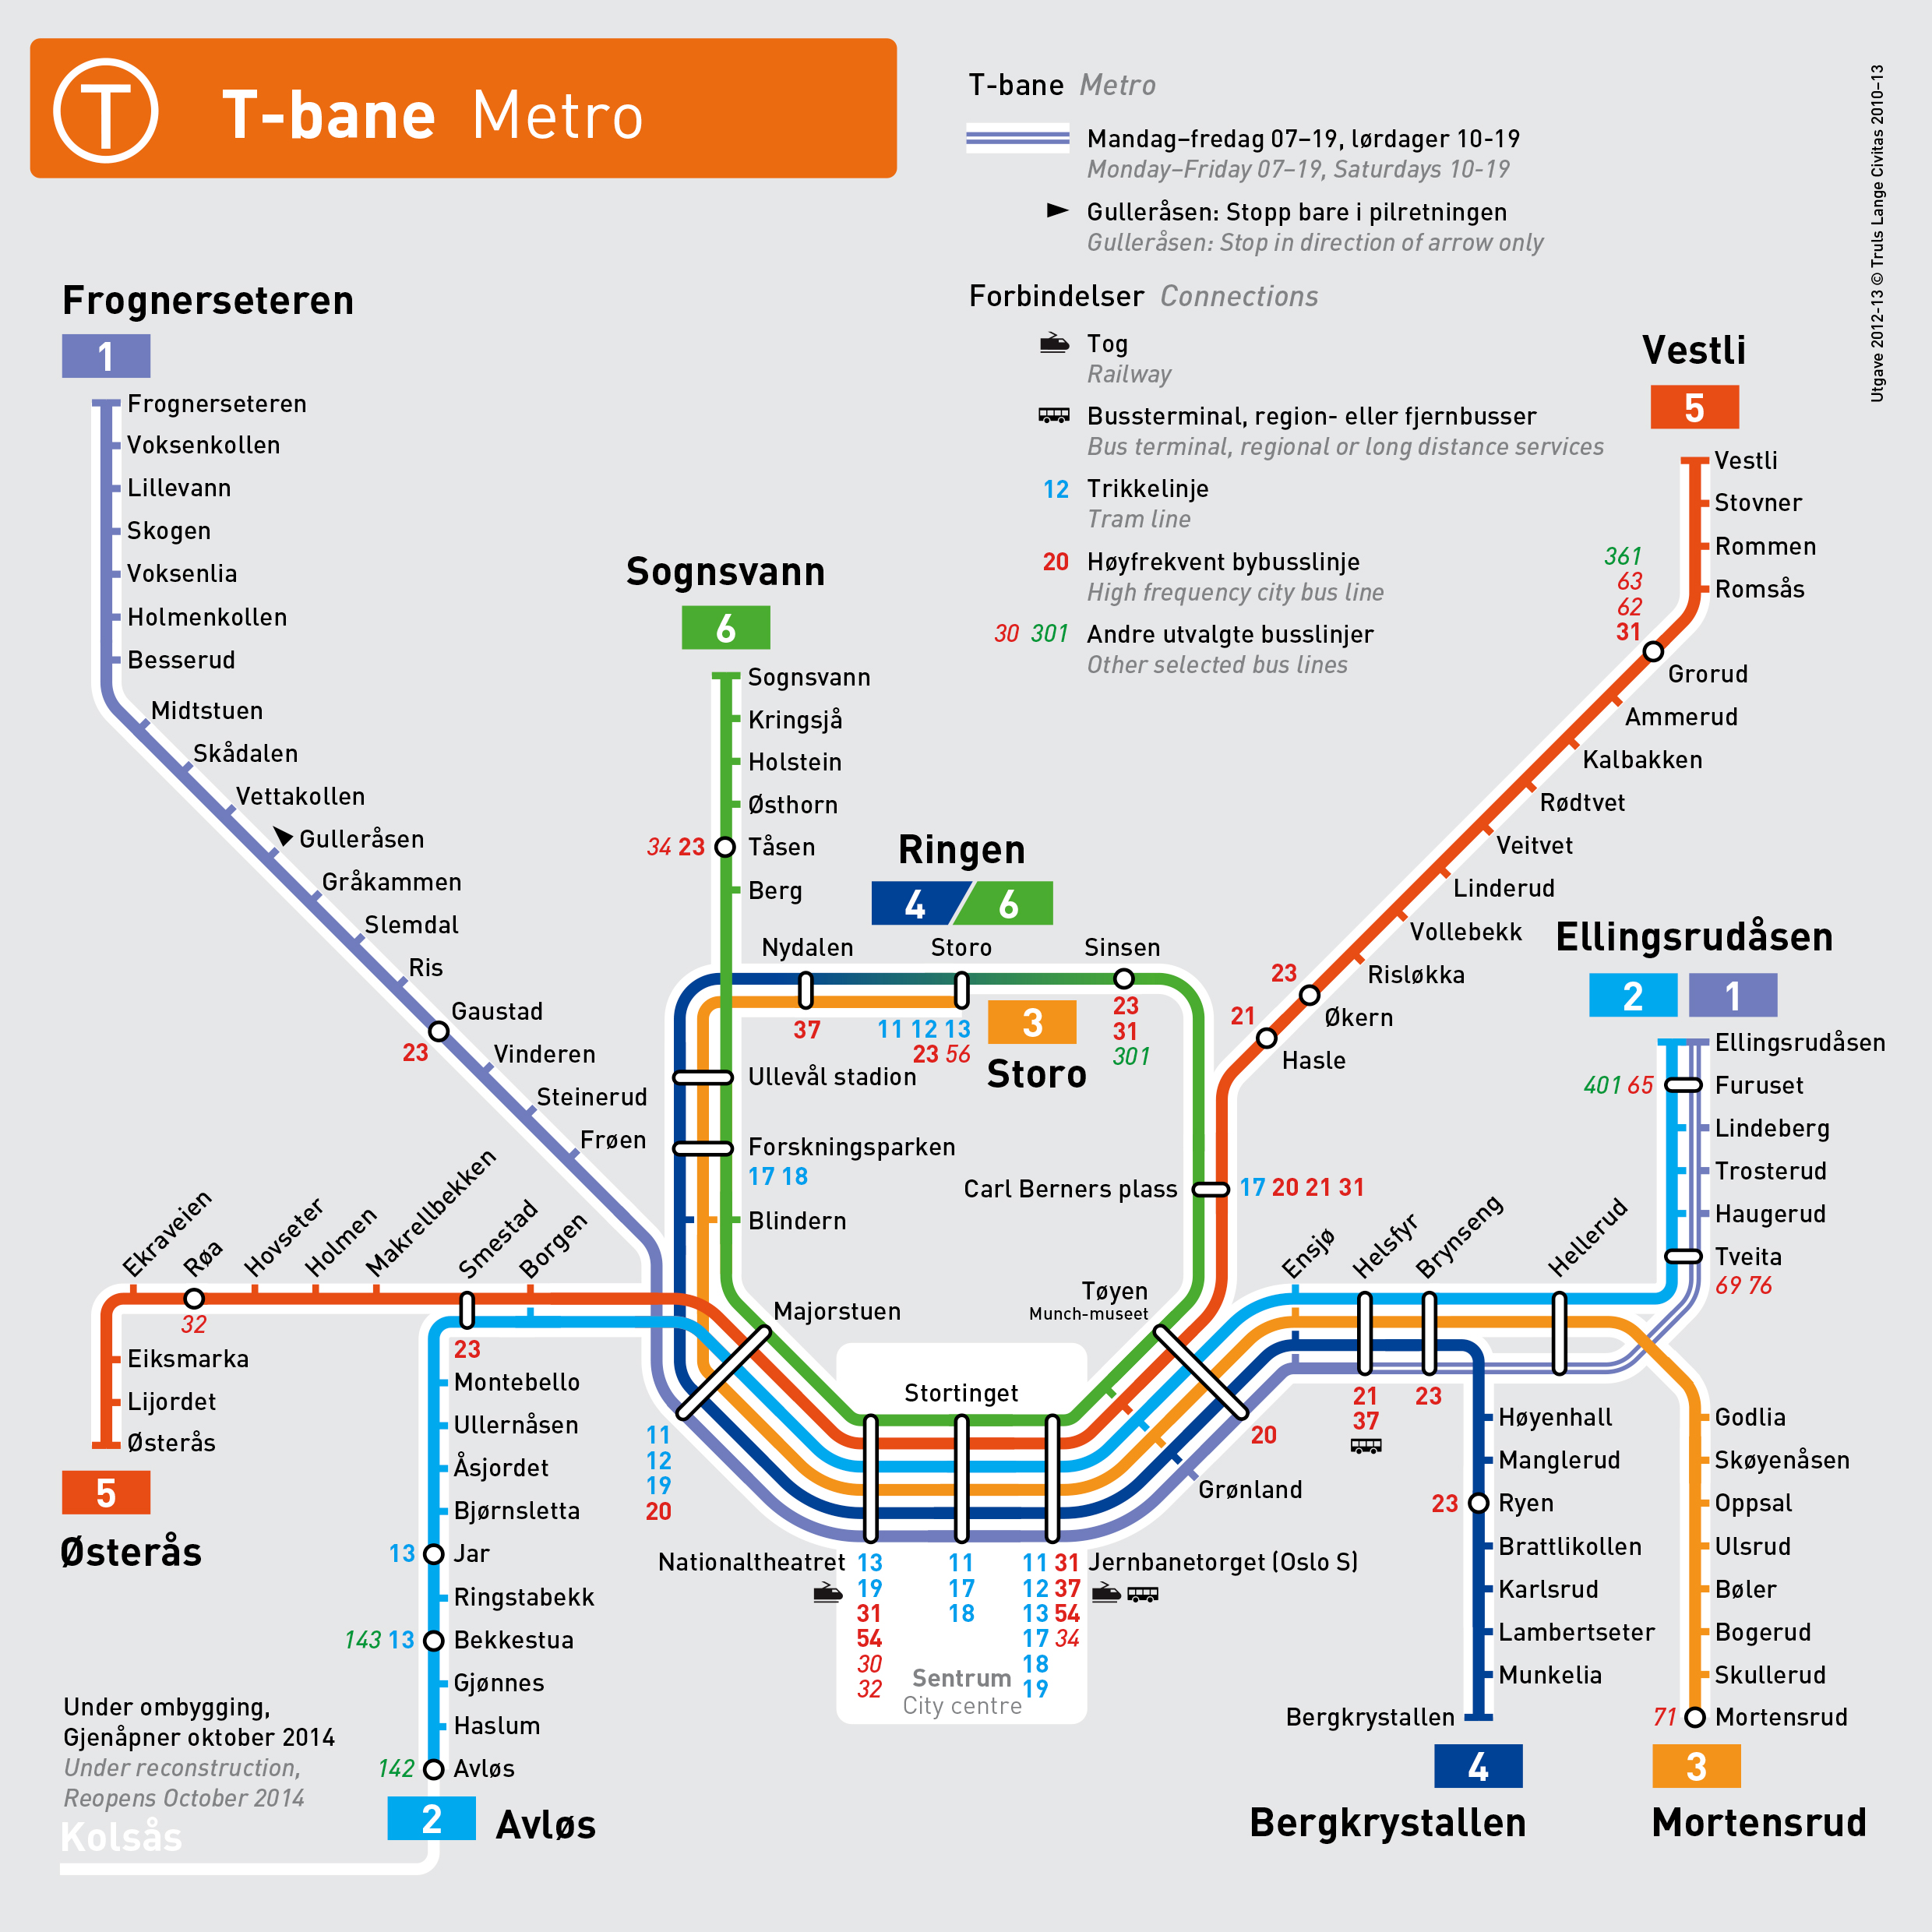 T
T-bane Metro
T-bane Metro
Mandag–fredag 07–19, lørdager 10-19
Monday–Friday 07–19, Saturdays 10-19
Gulleråsen: Stopp bare i pilretningen
Gulleråsen: Stop in direction of arrow only
Forbindelser Connections
Tog
Railway
Bussterminal, region- eller fjernbusser
Bus terminal, regional or long distance services
12 Trikkelinje
Tram line
20 Høyfrekvent bybusslinje
High frequency city bus line
30 301 Andre utvalgte busslinjer
Other selected bus lines
Utgave 2012-13 © Truls Lange Civitas 2010–13
Frognerseteren
1
Frognerseteren
Voksenkollen
Lillevann
Skogen
Voksenlia
Holmenkollen
Besserud
Midtstuen
Skådalen
Vettakollen
Gulleråsen
Gråkammen
Slemdal
Ris
Gaustad
23
Vinderen
Steinerud
Frøen
Sognsvann
6
Sognsvann
Kringsjå
Holstein
Østhorn
34 23 Tåsen
Berg
Ringen
4 6
Nydalen
37
Storo
11 12 13
23 56
Sinsen
23
31
301
3
Storo
Ullevål stadion
Forskningsparken
17 18
Blindern
Majorstuen
11
12
19
20
Vestli
5
Vestli
Stovner
Rommen
Romsås
361
63
62
31
Grorud
Ammerud
Kalbakken
Rødtvet
Veitvet
Linderud
Vollebekk
Risløkka
23
Økern
21
Hasle
Carl Berners plass 17 20 21 31
Tøyen
Munch-museet
20
Ellingsrudåsen
2 1
Ellingsrudåsen
401 65 Furuset
Lindeberg
Trosterud
Haugerud
Tveita
69 76
Ensjø
Helsfyr
21
37
Brynseng
23
Hellerud
Ekraveien
Røa
32
Hovseter
Holmen
Makrellbekken
Smestad
23
Borgen
Eiksmarka
Lijordet
Østerås
5
Østerås
Montebello
Ullernåsen
Åsjordet
Bjørnsletta
13 Jar
Ringstabekk
143 13 Bekkestua
Gjønnes
Haslum
142 Avløs
2 Avløs
Under ombygging,
Gjenåpner oktober 2014
Under reconstruction,
Reopens October 2014
Kolsås
Stortinget
11
17
18
Nationaltheatret
13
19
31
54
30
32
Jernbanetorget (Oslo S)
11 31
12 37
13 54
17 34
18
19
Sentrum
City centre
Grønland
Høyenhall
Manglerud
23 Ryen
Brattlikollen
Karlsrud
Lambertseter
Munkelia
Bergkrystallen
4
Bergkrystallen
Godlia
Skøyenåsen
Oppsal
Ulsrud
Bøler
Bogerud
Skullerud
71 Mortensrud
3
Mortensrud